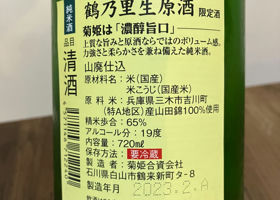 純米酒
品目
清酒
鶴乃里生原酒 限定酒
菊姫は「濃醇旨口」
上質な旨みと原酒ならではのボリューム感、
力強さと柔らかさを兼ね備えた純米酒。
山廃仕込
原材料：米(国産)
米こうじ(国産米)
原料米：兵庫県三木市吉川町
(特A地区)産山田錦100%使用
精米歩合：65%
アルコール分：19度
内容量：720mℓ
保存方法：要冷蔵
製造者：菊姫合資会社
石川県白山市鶴来新町タ-8
製造年月 2023.2.A